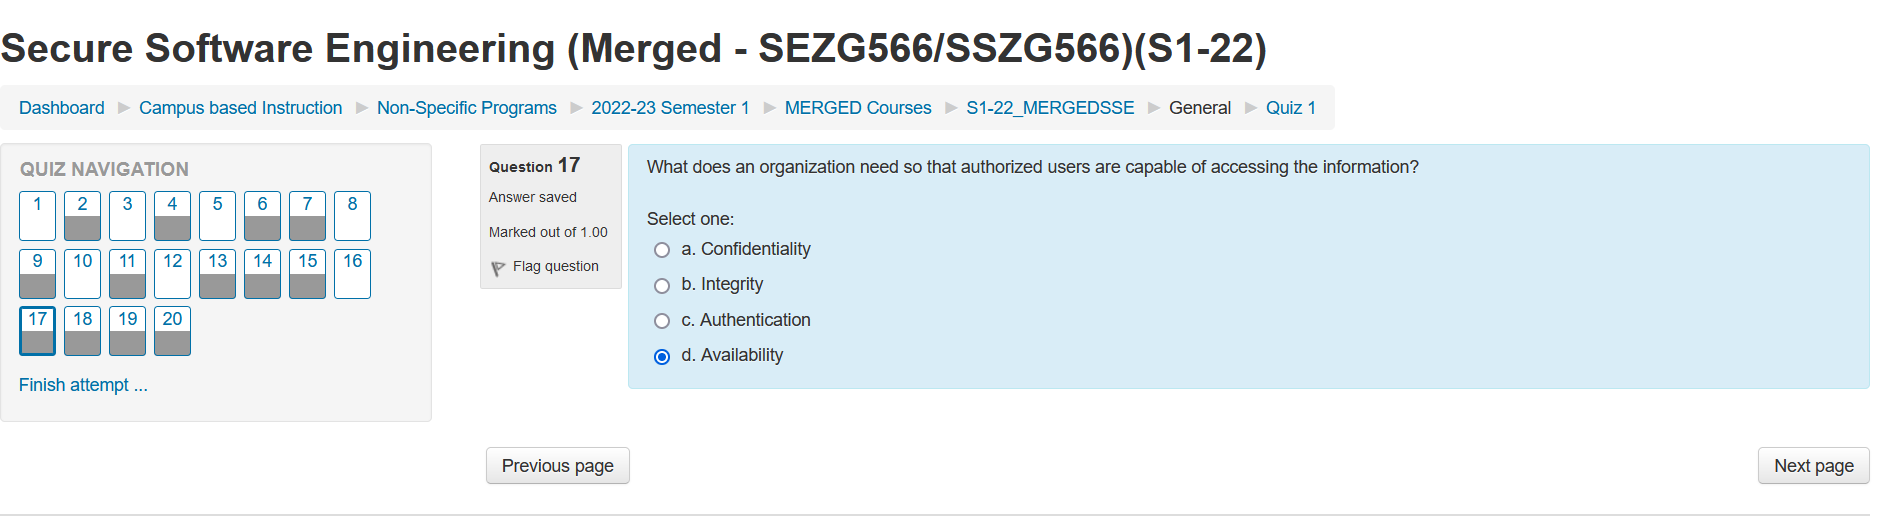 Secure Software Engineering (Merged - SEZG566/SSZG566)(S1-22)
Dashboard ▶ Campus based Instruction ▶ Non-Specific Programs ▶ 2022-23 Semester 1 ▶ MERGED Courses ▶ S1-22_MERGEDSSE ▶ General ▶ Quiz 1
QUIZ NAVIGATION
1 2 3 4 5 6 7 8
9 10 11 12 13 14 15 16
17 18 19 20
Finish attempt ...
Question 17
Answer saved
Marked out of 1.00
Flag question
What does an organization need so that authorized users are capable of accessing the information?
Select one:
a. Confidentiality
b. Integrity
c. Authentication
d. Availability
Previous page
Next page